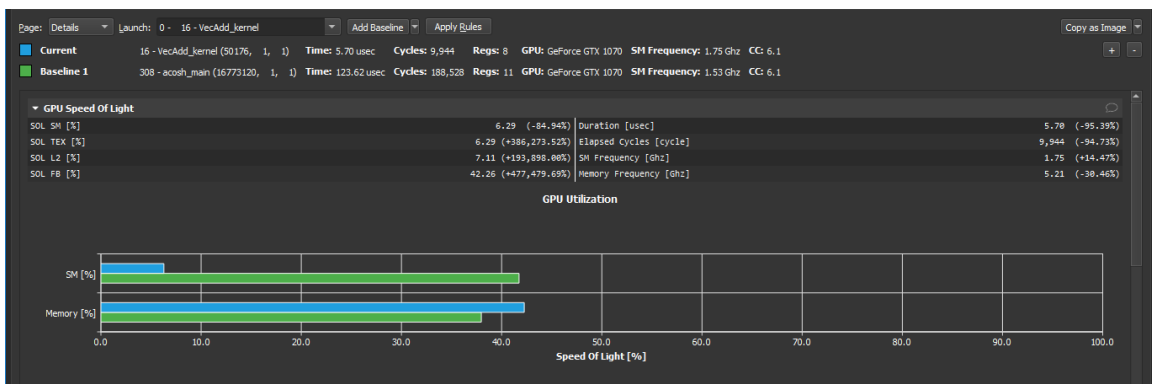 Page: Details Launch: 0 - 16 - VecAdd_kernel Add Baseline Apply Rules Copy as Image
Current 16 - VecAdd_kernel (50176, 1, 1) Time: 5.70 usec Cycles: 9,944 Regs: 8 GPU: GeForce GTX 1070 SM Frequency: 1.75 Ghz CC: 6.1 + -
Baseline 1 308 - acosh_main (16773120, 1, 1) Time: 123.62 usec Cycles: 188,528 Regs: 11 GPU: GeForce GTX 1070 SM Frequency: 1.53 Ghz CC: 6.1
GPU Speed Of Light
SOL SM [%] 6.29 (-84.94%) Duration [usec] 5.70 (-95.39%)
SOL TEX [%] 6.29 (+386,273.52%) Elapsed Cycles [cycle] 9,944 (-94.73%)
SOL L2 [%] 7.11 (+193,898.00%) SM Frequency [Ghz] 1.75 (+14.47%)
SOL FB [%] 42.26 (+477,479.69%) Memory Frequency [Ghz] 5.21 (-30.46%)
GPU Utilization
SM [%]
Memory [%]
0.0 10.0 20.0 30.0 40.0 50.0 60.0 70.0 80.0 90.0 100.0
Speed Of Light [%]